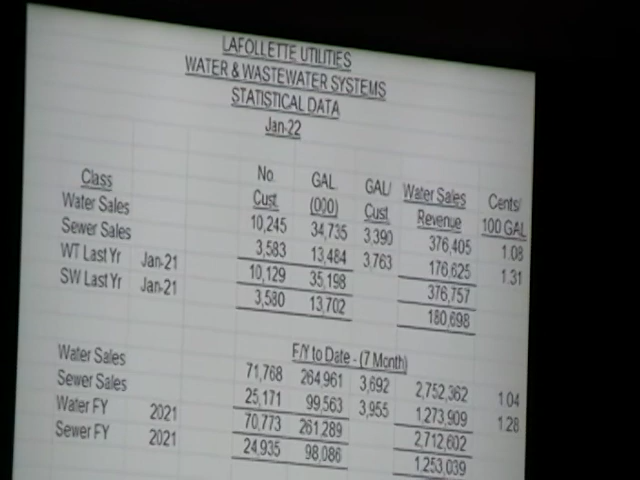 LAFOLLETTE UTILITIES
WATER & WASTEWATER SYSTEMS
STATISTICAL DATA
Jan-22
Class No. Cust. GAL (000) GAL/ Cust. Water Sales Revenue Cents/ 100 GAL
Water Sales 10,245 34,735 3,390 376,405 1.08
Sewer Sales 3,583 13,484 3,763 176,625 1.31
WT Last Yr Jan-21 10,129 35,198 376,757
SW Last Yr Jan-21 3,580 13,702 180,698
F/Y to Date - (7 Month)
Water Sales 71,768 264,961 3,692 2,752,362 1.04
Sewer Sales 25,171 99,563 3,955 1,273,909 1.28
Water FY 2021 70,773 261,289 2,712,602
Sewer FY 2021 24,935 98,086 1,253,039